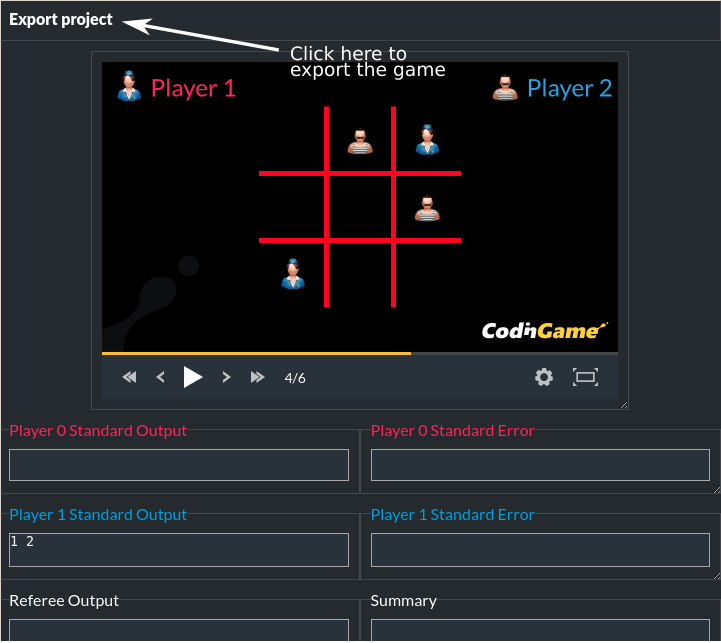 Export project
Click here to
export the game
Player 1
Player 2
CodinGame
4/6
Player 0 Standard Output
Player 0 Standard Error
Player 1 Standard Output
Player 1 Standard Error
1 2
Referee Output
Summary